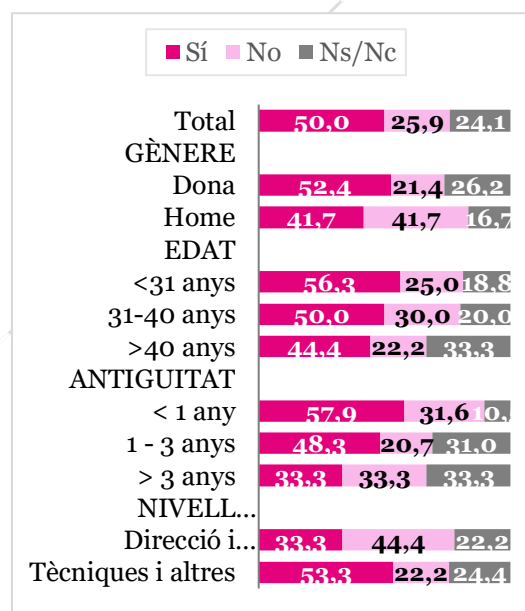 Sí No Ns/Nc
Total 50,0 25,9 24,1
GÈNERE
Dona 52,4 21,4 26,2
Home 41,7 41,7 16,7
EDAT
<31 anys 56,3 25,0 18,8
31-40 anys 50,0 30,0 20,0
>40 anys 44,4 22,2 33,3
ANTIGUITAT
< 1 any 57,9 31,6 10,
1 - 3 anys 48,3 20,7 31,0
> 3 anys 33,3 33,3 33,3
NIVELL...
Direcció i... 33,3 44,4 22,2
Tècniques i altres 53,3 22,2 24,4